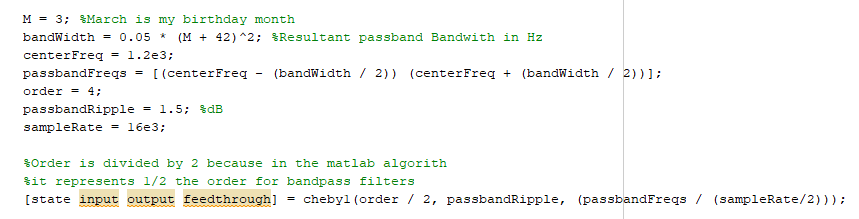 M = 3; %March is my birthday month
bandWidth = 0.05 * (M + 42)^2; %Resultant passband Bandwith in Hz
centerFreq = 1.2e3;
passbandFreqs = [(centerFreq - (bandWidth / 2)) (centerFreq + (bandWidth / 2))];
order = 4;
passbandRipple = 1.5; %dB
sampleRate = 16e3;
%Order is divided by 2 because in the matlab algorith
%it represents 1/2 the order for bandpass filters
[state input output feedthrough] = cheby1(order / 2, passbandRipple, (passbandFreqs / (sampleRate/2)));